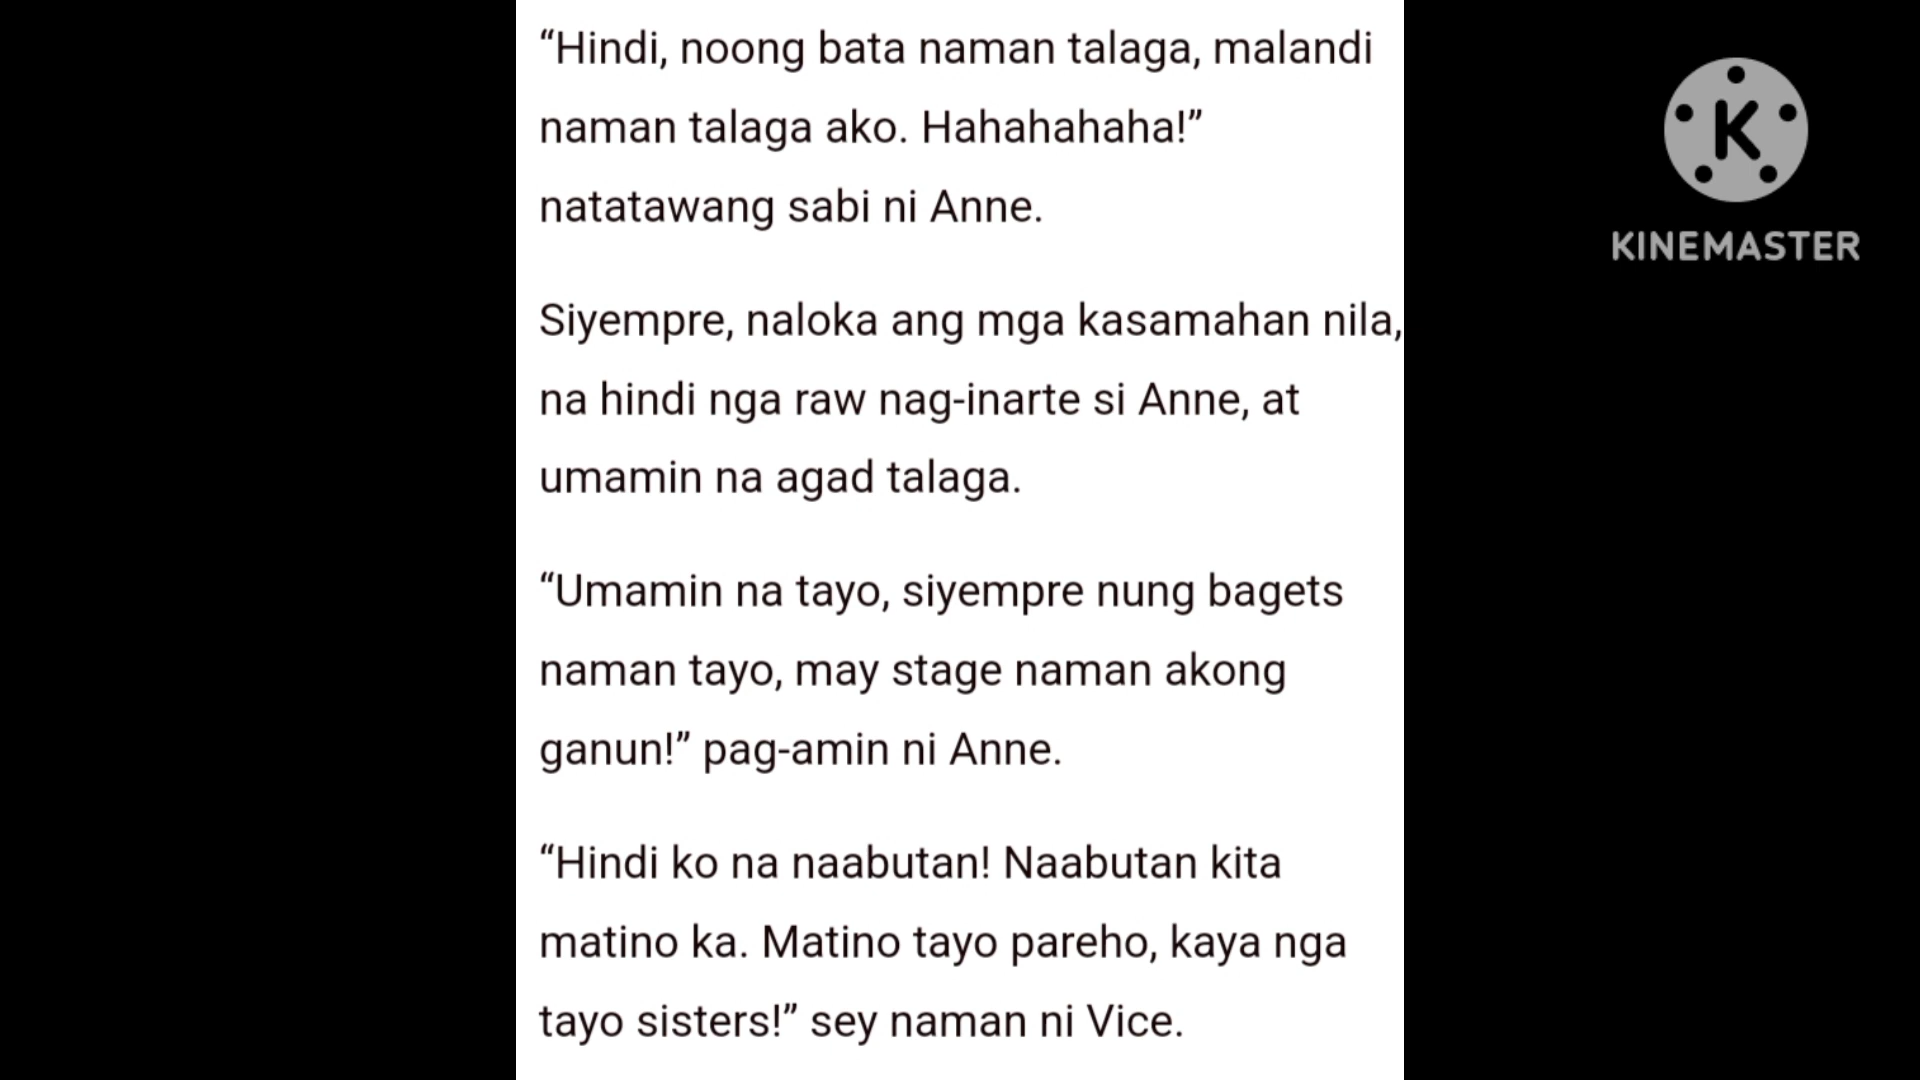 “Hindi, noong bata naman talaga, malandi
naman talaga ako. Hahahahaha!”
natatawang sabi ni Anne.
Siyempre, naloka ang mga kasamahan nila,
na hindi nga raw nag-inarte si Anne, at
umamin na agad talaga.
“Umamin na tayo, siyempre nung bagets
naman tayo, may stage naman akong
ganun!” pag-amin ni Anne.
“Hindi ko na naabutan! Naabutan kita
matino ka. Matino tayo pareho, kaya nga
tayo sisters!” sey naman ni Vice.
K
KINEMASTER